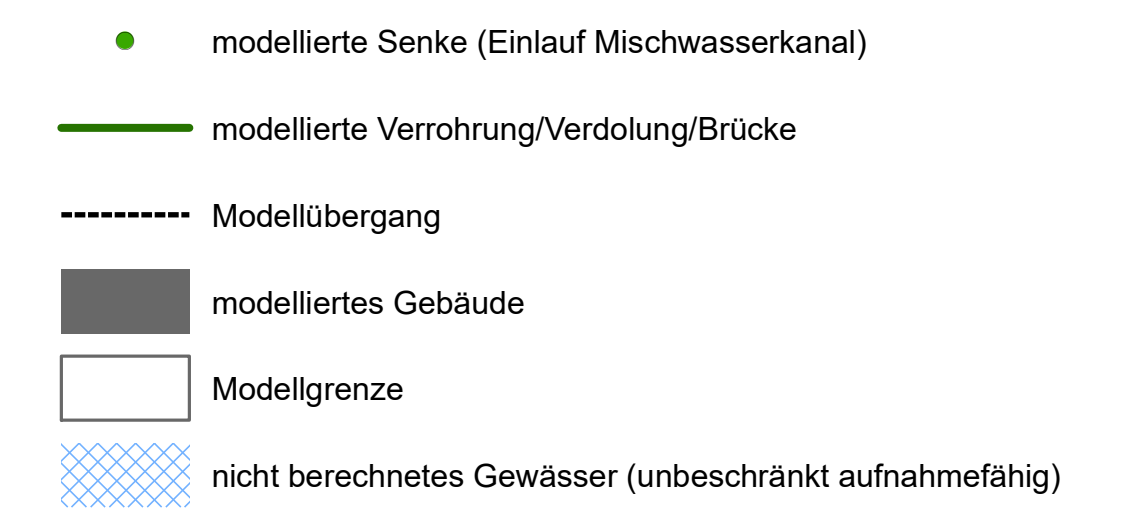 modellierte Senke (Einlauf Mischwasserkanal)
modellierte Verrohrung/Verdolung/Brücke
Modellübergang
modelliertes Gebäude
Modellgrenze
nicht berechnetes Gewässer (unbeschränkt aufnahmefähig)